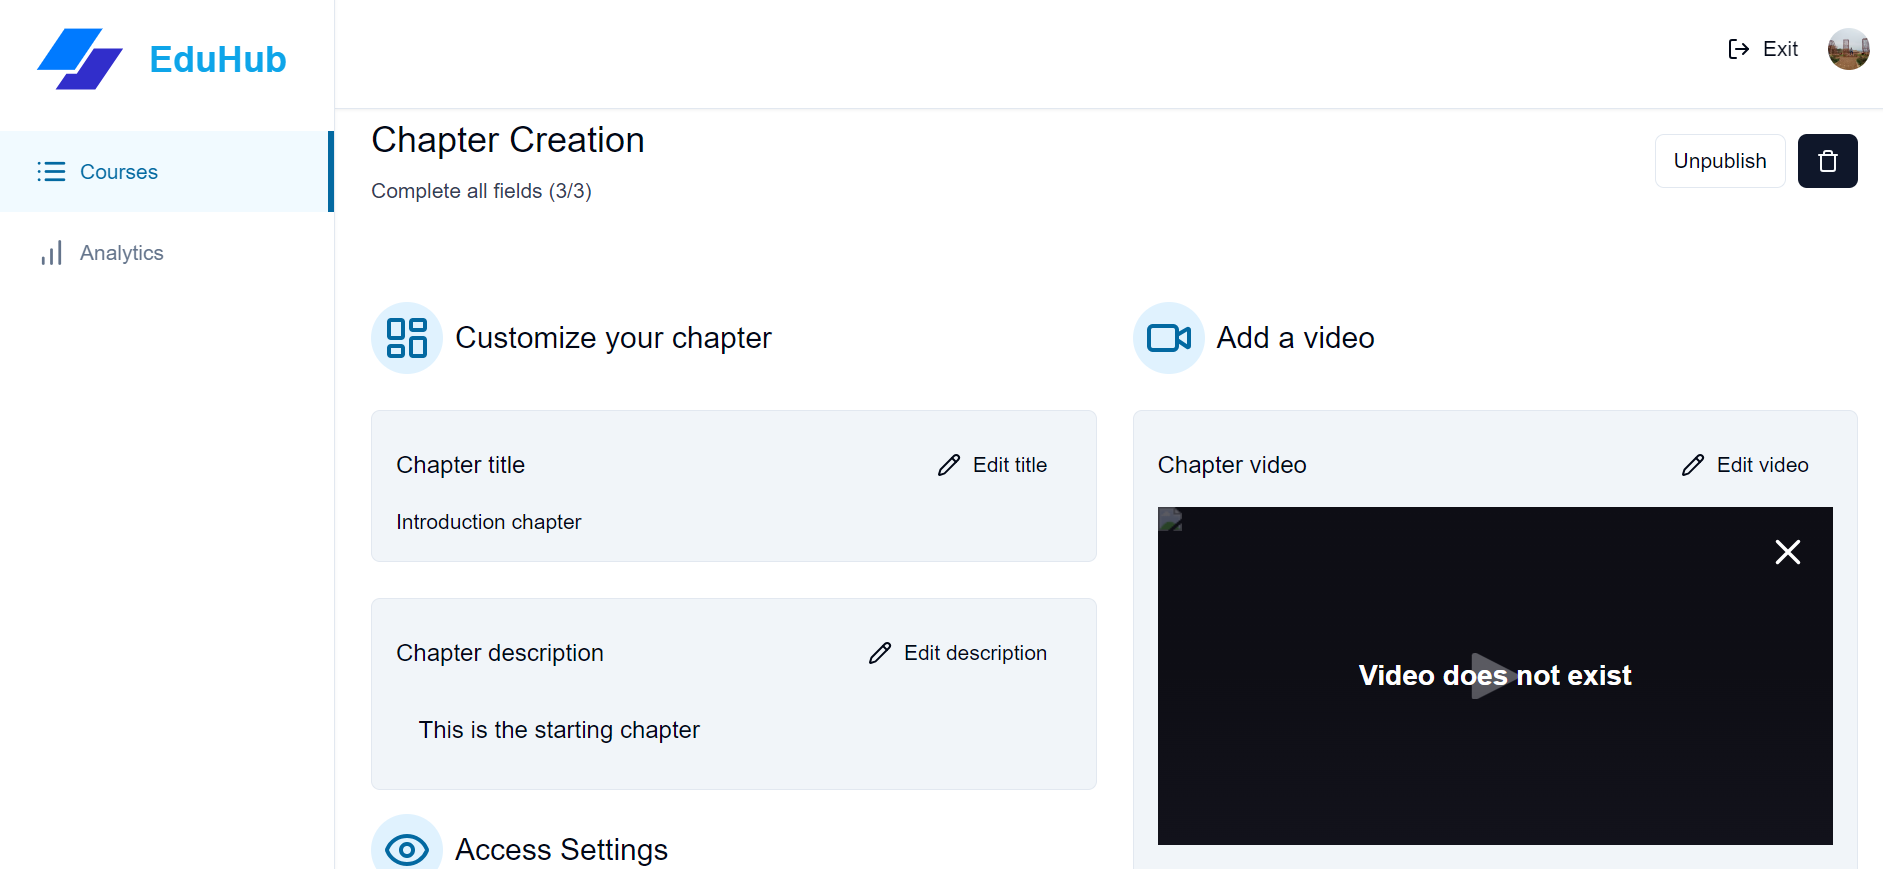 EduHub
Exit
Courses
Analytics
Chapter Creation
Complete all fields (3/3)
Unpublish
Customize your chapter
Chapter title
Edit title
Introduction chapter
Chapter description
Edit description
This is the starting chapter
Access Settings
Add a video
Chapter video
Edit video
Video does not exist